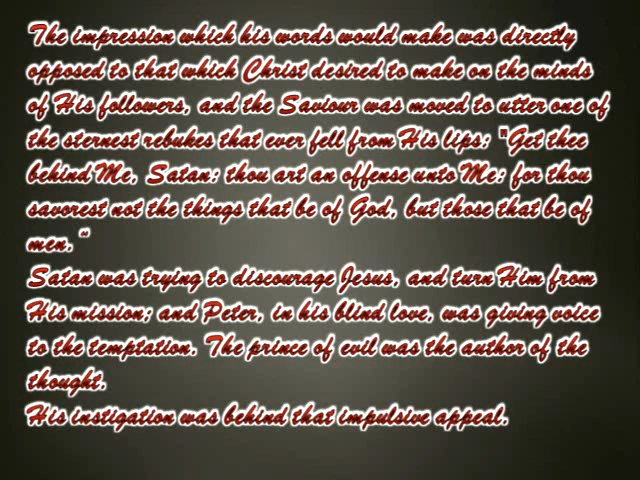 The impression which his words would make was directly
opposed to that which Christ desired to make on the minds
of His followers, and the Saviour was moved to utter one of
the sternest rebukes that ever fell from His lips: "Get thee
behind Me, Satan: thou art an offense unto Me: for thou
savorest not the things that be of God, but those that be of
men."
Satan was trying to discourage Jesus, and turn Him from
His mission; and Peter, in his blind love, was giving voice
to the temptation. The prince of evil was the author of the
thought.
His instigation was behind that impulsive appeal.